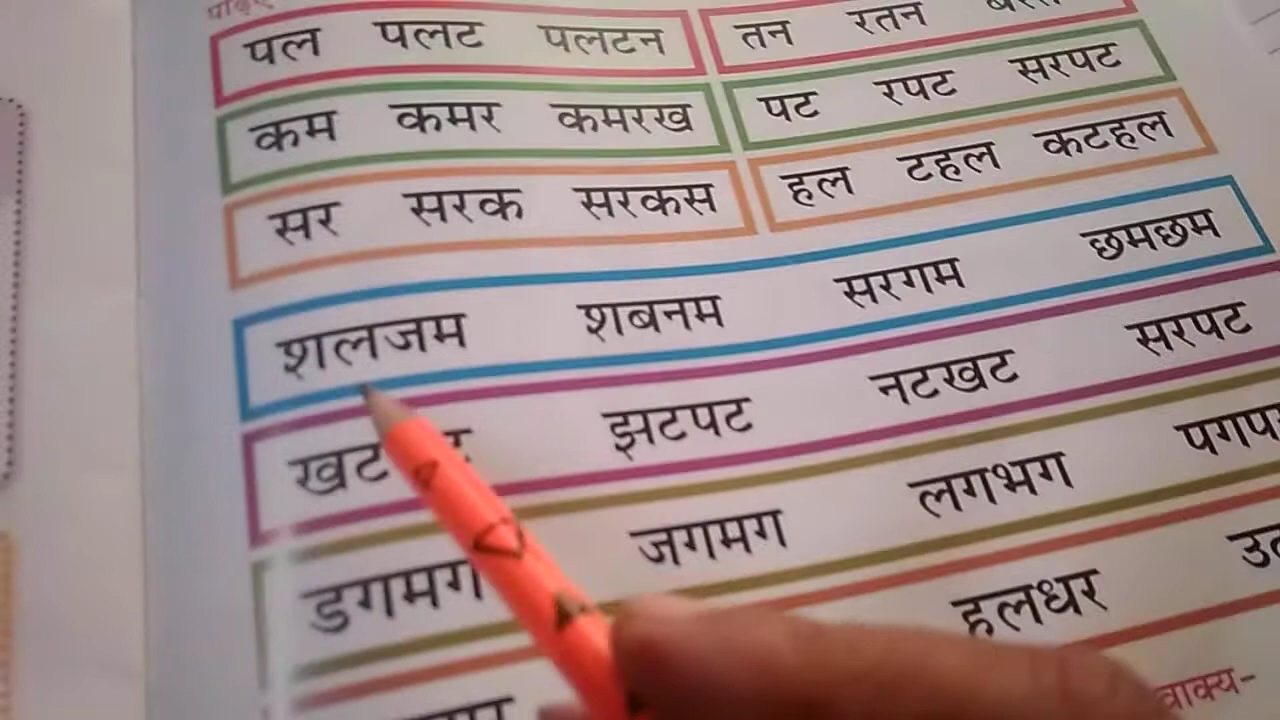 पल पलट पलटन तन रतन
कम कमर कमरख पट रपट सरपट
सर सरक सरकस हल टहल कटहल
शलजम शबनम सरगम छमछम
झटपट नटखट सरपट
डगमग जगमग लगभग
हलधर
वाक्य-